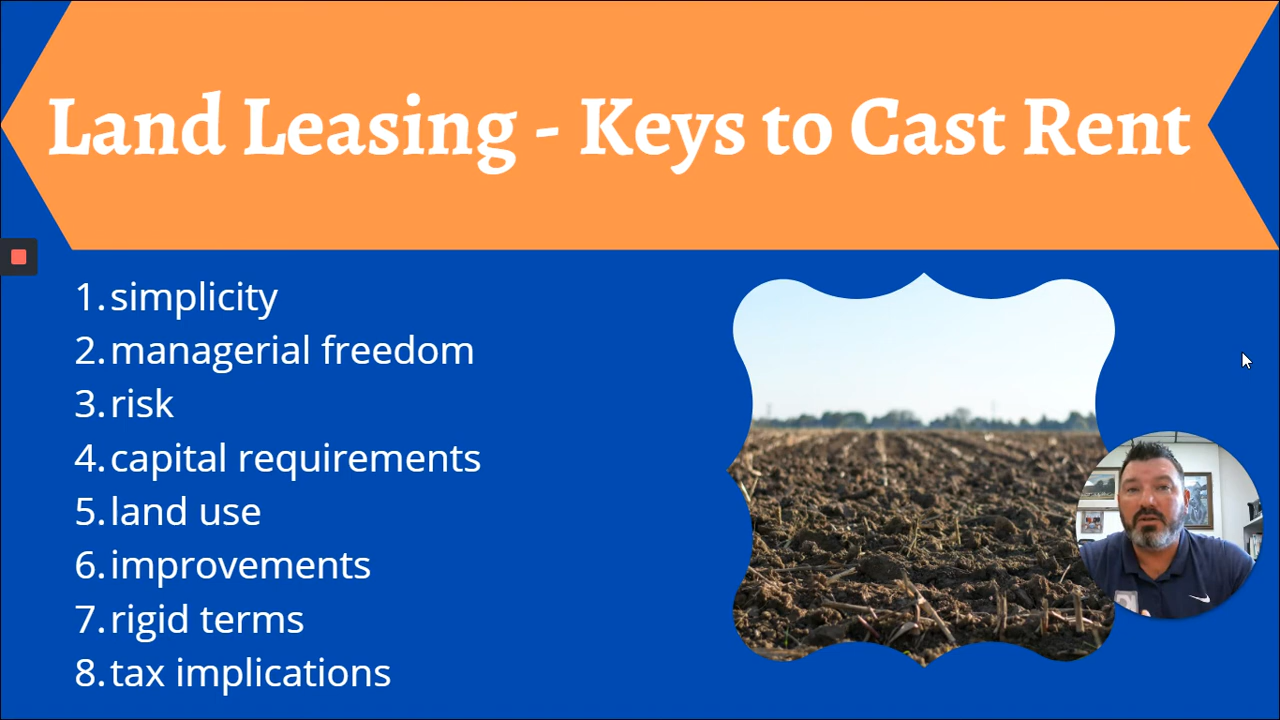 Land Leasing - Keys to Cast Rent
1. simplicity
2. managerial freedom
3. risk
4. capital requirements
5. land use
6. improvements
7. rigid terms
8. tax implications